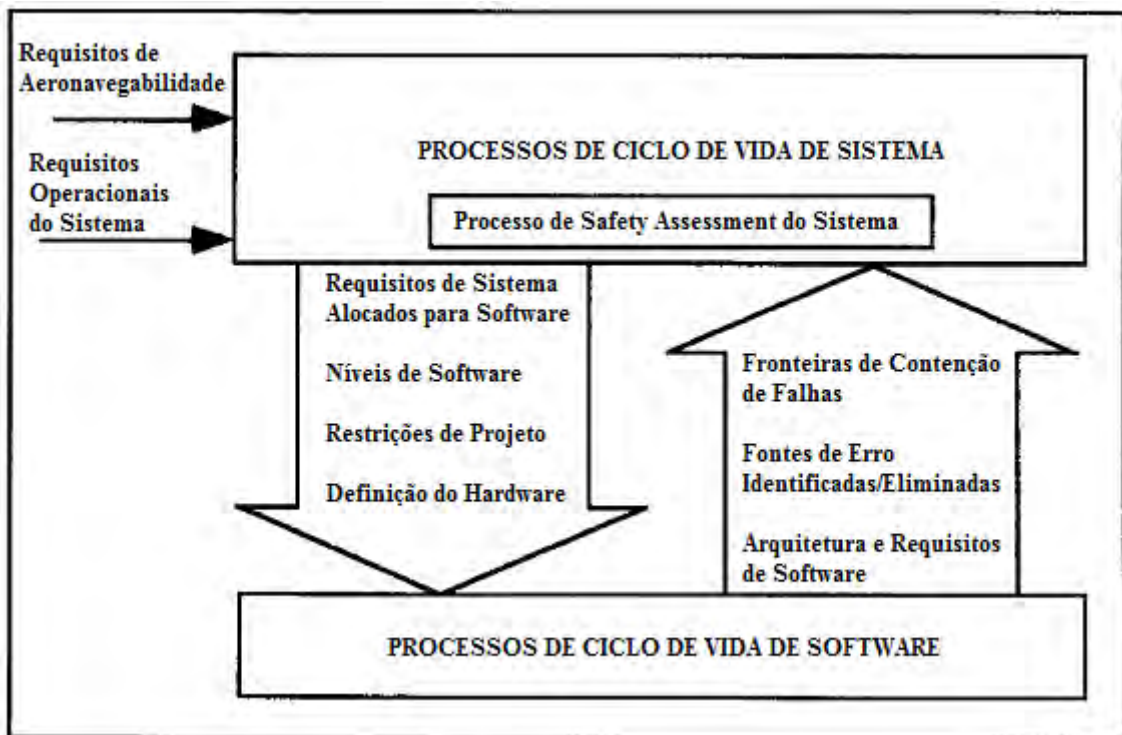 Requisitos de
Aeronavegabilidade
Requisitos
Operacionais
do Sistema
PROCESSOS DE CICLO DE VIDA DE SISTEMA
Processo de Safety Assessment do Sistema
Requisitos de Sistema
Alocados para Software
Níveis de Software
Restrições de Projeto
Definição do Hardware
Fronteiras de Contenção
de Falhas
Fontes de Erro
Identificadas/Eliminadas
Arquitetura e Requisitos
de Software
PROCESSOS DE CICLO DE VIDA DE SOFTWARE